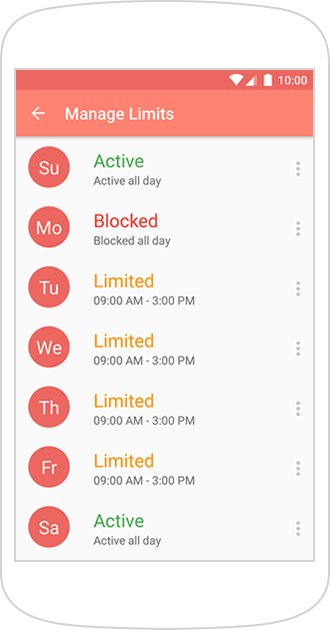 10:00
Manage Limits
Su
Active
Active all day
Mo
Blocked
Blocked all day
Tu
Limited
09:00 AM - 3:00 PM
We
Limited
09:00 AM - 3:00 PM
Th
Limited
09:00 AM - 3:00 PM
Fr
Limited
09:00 AM - 3:00 PM
Sa
Active
Active all day